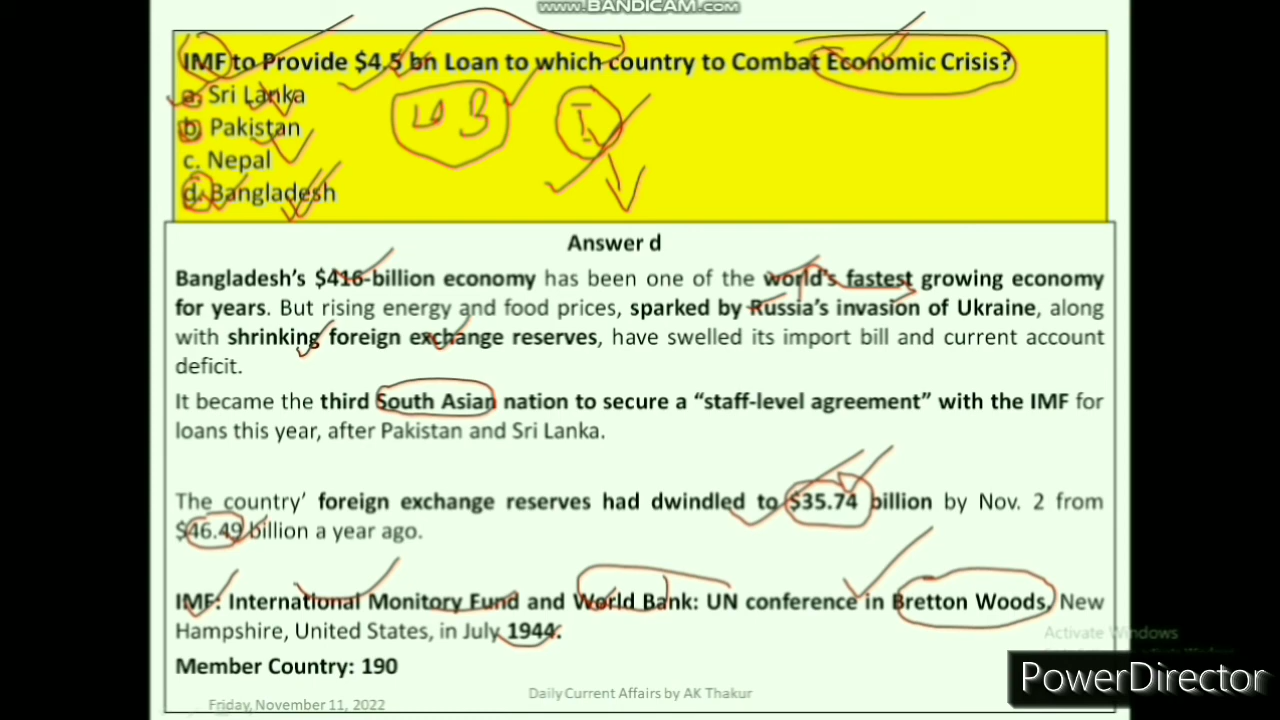 www.BANDICAM.com
IMF to Provide $4.5 bn Loan to which country to Combat Economic Crisis?
a. Sri Lanka
b. Pakistan
c. Nepal
d. Bangladesh
Answer d
Bangladesh's $416-billion economy has been one of the world's fastest growing economy
for years. But rising energy and food prices, sparked by Russia's invasion of Ukraine, along
with shrinking foreign exchange reserves, have swelled its import bill and current account
deficit.
It became the third South Asian nation to secure a “staff-level agreement” with the IMF for
loans this year, after Pakistan and Sri Lanka.
The country' foreign exchange reserves had dwindled to $35.74 billion by Nov. 2 from
$46.49 billion a year ago.
IMF: International Monitory Fund and World Bank: UN conference in Bretton Woods, New
Hampshire, United States, in July 1944.
Activate Windows
Member Country: 190
PowerDirector
Daily Current Affairs by AK Thakur
Friday, November 11, 2022